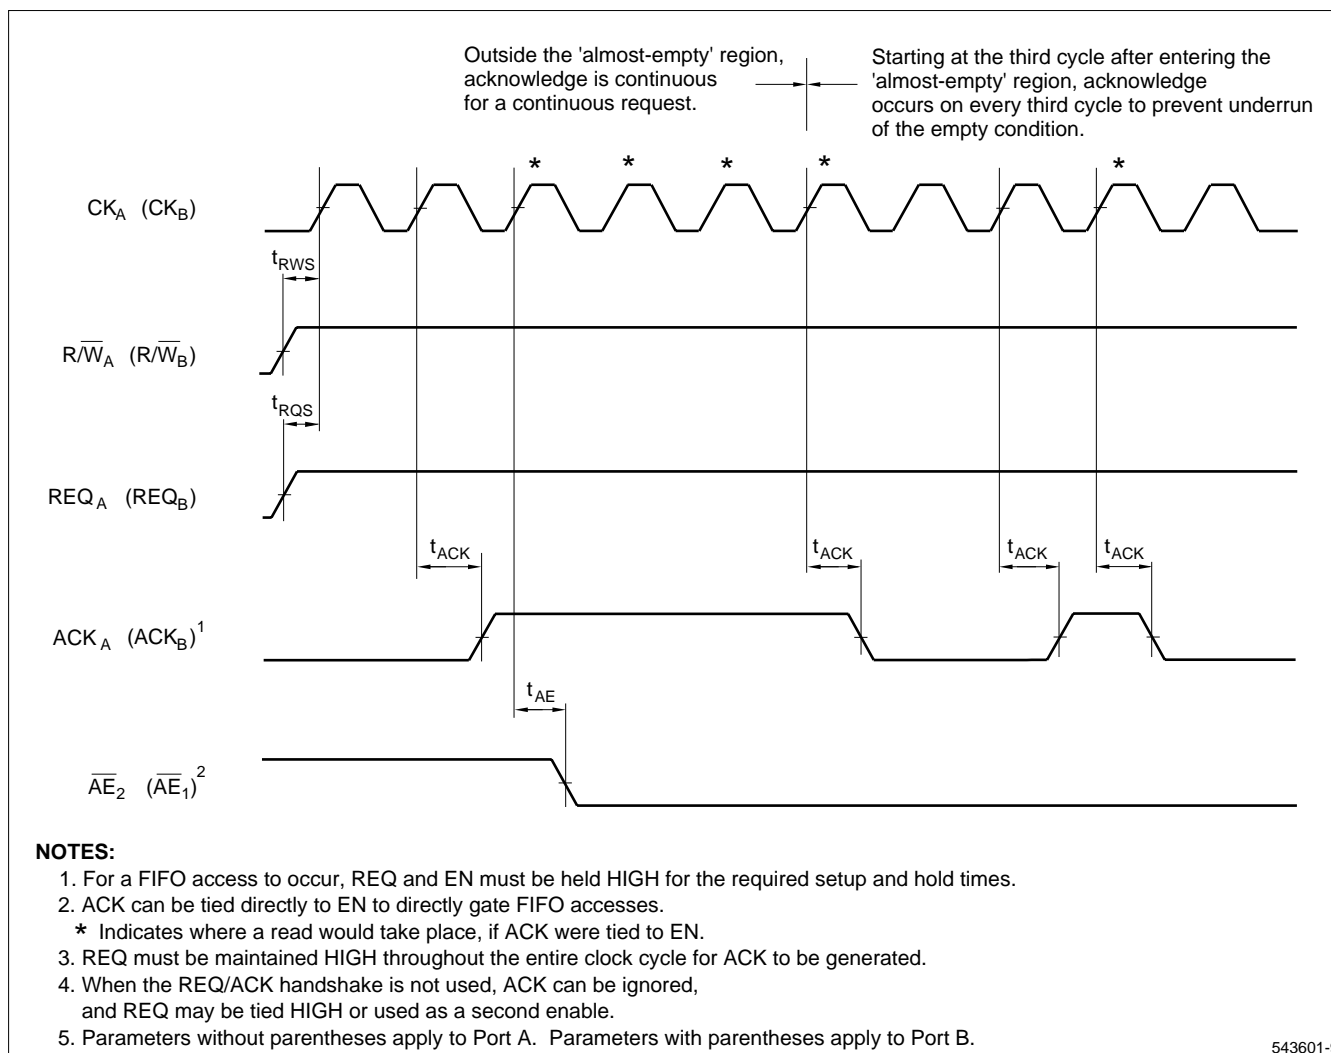 Outside the 'almost-empty' region,
acknowledge is continuous
for a continuous request.
Starting at the third cycle after entering the
'almost-empty' region, acknowledge
occurs on every third cycle to prevent underrun
of the empty condition.
* * * * *
CKA (CKB)
tRWS
R/W̅A (R/W̅B)
tRQS
REQA (REQB)
tACK tACK tACK tACK
ACKA (ACKB)1
tAE
A̅E̅2 (A̅E̅1)2
NOTES:
1. For a FIFO access to occur, REQ and EN must be held HIGH for the required setup and hold times.
2. ACK can be tied directly to EN to directly gate FIFO accesses.
* Indicates where a read would take place, if ACK were tied to EN.
3. REQ must be maintained HIGH throughout the entire clock cycle for ACK to be generated.
4. When the REQ/ACK handshake is not used, ACK can be ignored,
and REQ may be tied HIGH or used as a second enable.
5. Parameters without parentheses apply to Port A. Parameters with parentheses apply to Port B.